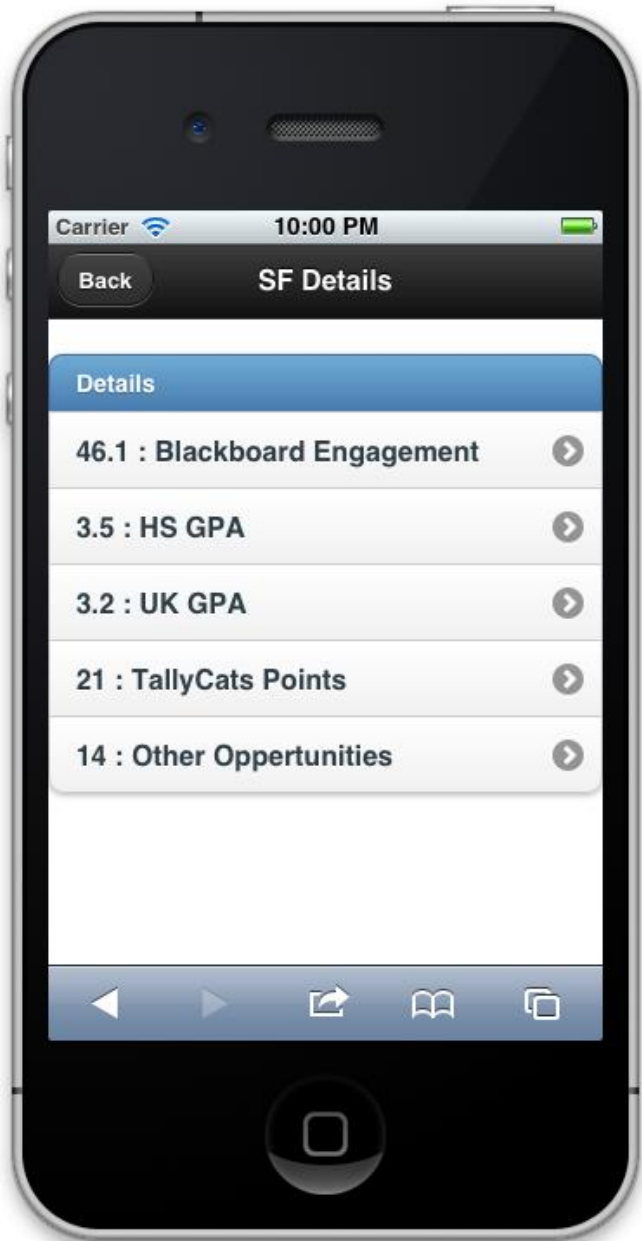 Carrier 10:00 PM
Back SF Details
Details
46.1 : Blackboard Engagement
3.5 : HS GPA
3.2 : UK GPA
21 : TallyCats Points
14 : Other Oppertunities